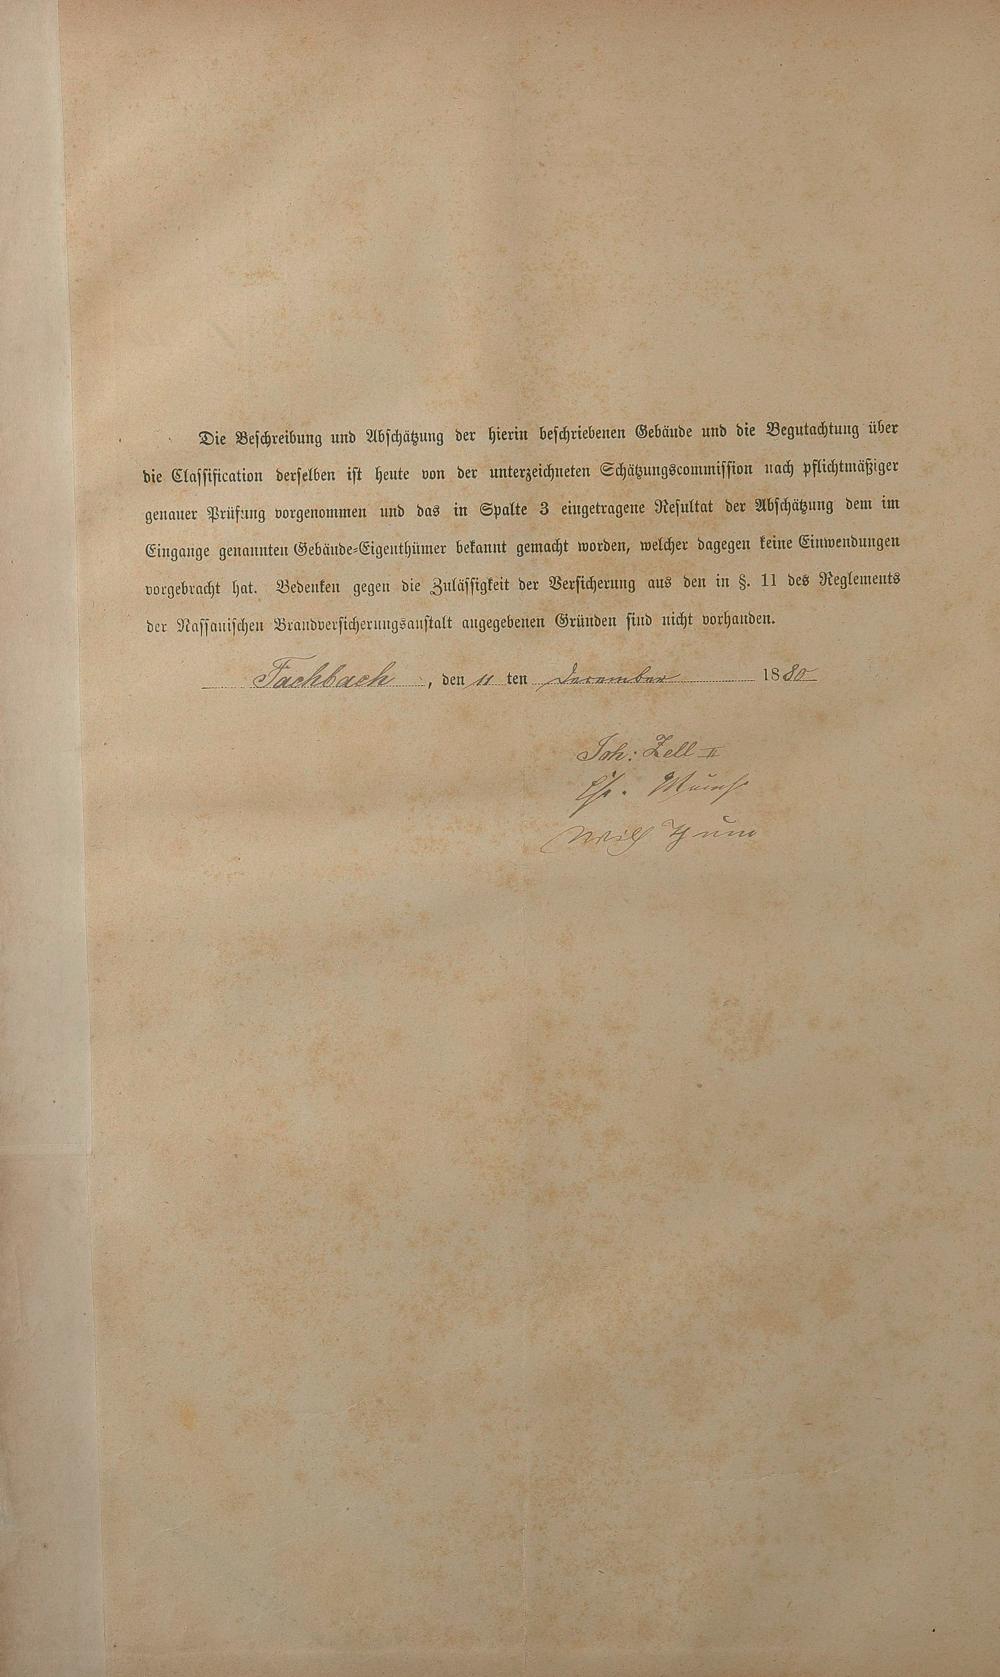 Die Beschreibung und Abschätzung der hierin beschriebenen Gebäude und die Begutachtung über
die Classification derselben ist heute von der unterzeichneten Schätzungscommission nach pflichtmäßiger
genauer Prüfung vorgenommen und das in Spalte 3 eingetragene Resultat der Abschätzung dem im
Eingange genannten Gebäude-Eigenthümer bekannt gemacht worden, welcher dagegen keine Einwendungen
vorgebracht hat. Bedenken gegen die Zulässigkeit der Versicherung aus den in §. 11 des Reglements
der Nassauischen Brandversicherungsanstalt angegebenen Gründen sind nicht vorhanden.
Fachbach, den 11 ten December 1880
Joh: Zell II